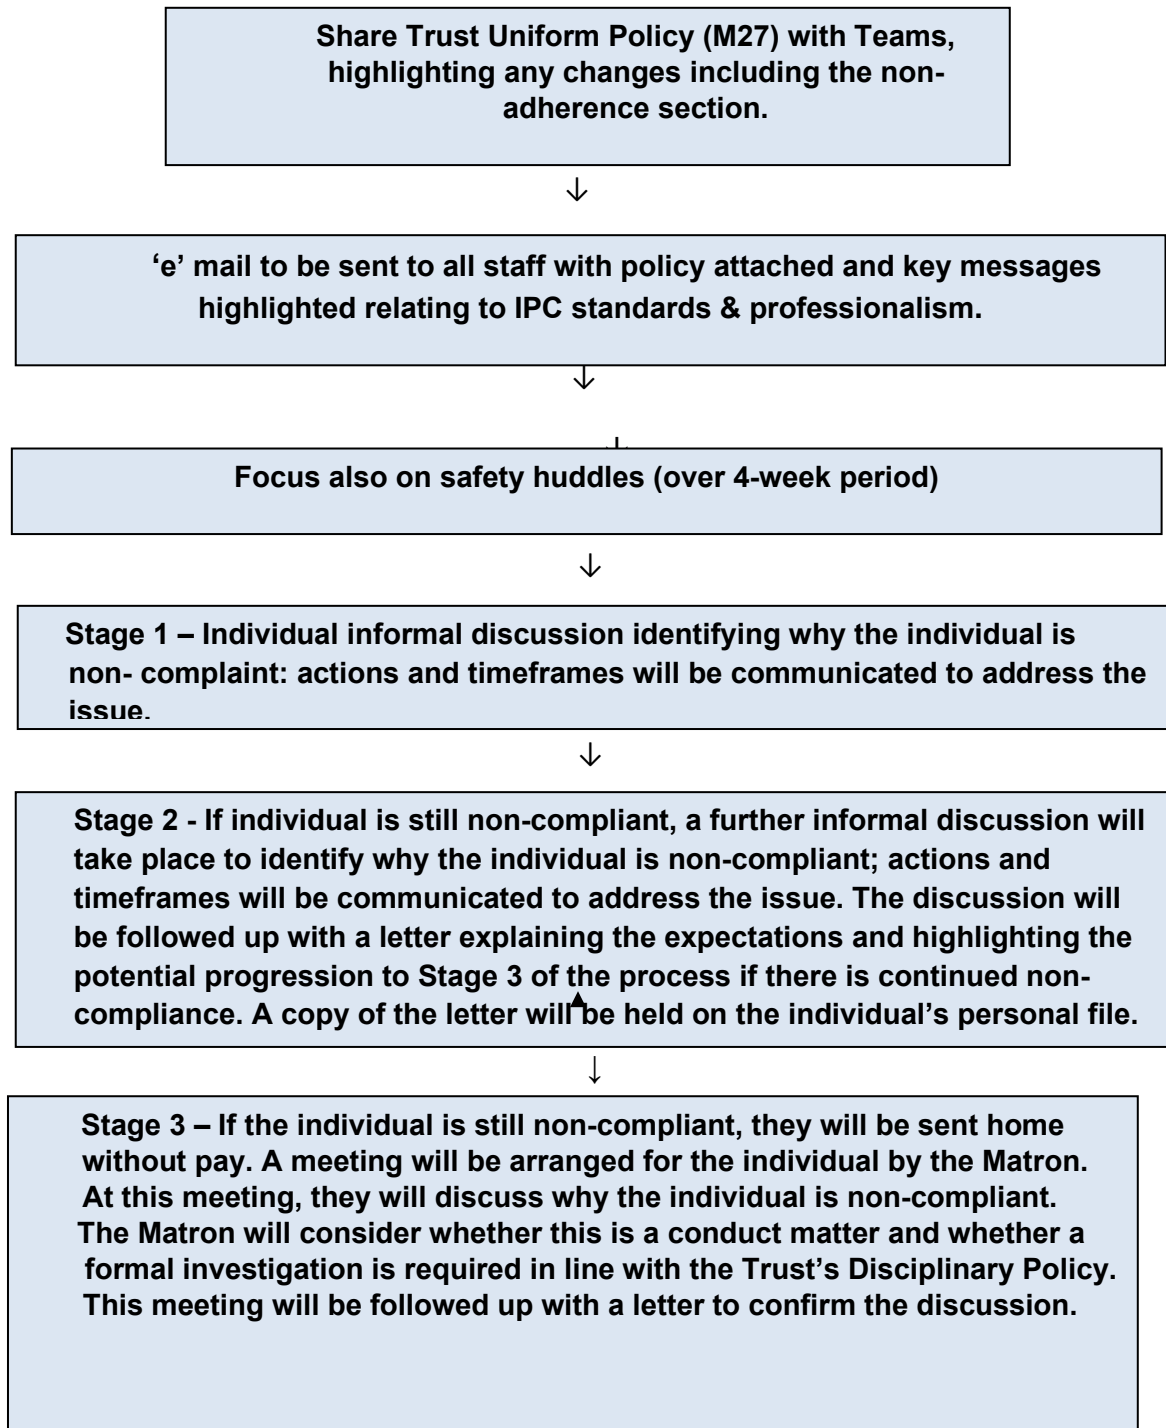 Share Trust Uniform Policy (M27) with Teams,
highlighting any changes including the non-
adherence section.
↓
‘e’ mail to be sent to all staff with policy attached and key messages
highlighted relating to IPC standards & professionalism.
↓
Focus also on safety huddles (over 4-week period)
↓
Stage 1 – Individual informal discussion identifying why the individual is
non- complaint: actions and timeframes will be communicated to address the
issue.
↓
Stage 2 - If individual is still non-compliant, a further informal discussion will
take place to identify why the individual is non-compliant; actions and
timeframes will be communicated to address the issue. The discussion will
be followed up with a letter explaining the expectations and highlighting the
potential progression to Stage 3 of the process if there is continued non-
compliance. A copy of the letter will be held on the individual’s personal file.
↓
Stage 3 – If the individual is still non-compliant, they will be sent home
without pay. A meeting will be arranged for the individual by the Matron.
At this meeting, they will discuss why the individual is non-compliant.
The Matron will consider whether this is a conduct matter and whether a
formal investigation is required in line with the Trust’s Disciplinary Policy.
This meeting will be followed up with a letter to confirm the discussion.